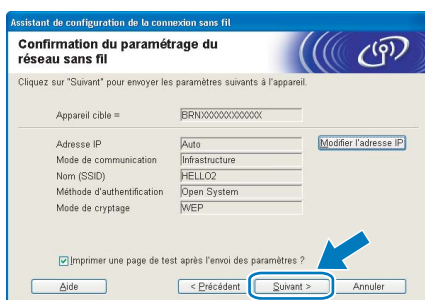 Assistant de configuration de la connexion sans fil
Confirmation du paramétrage du
réseau sans fil
Cliquez sur "Suivant" pour envoyer les paramètres suivants à l'appareil.
Appareil cible = BRNXXXXXXXXXXXX
Adresse IP Auto Modifier l'adresse IP
Mode de communication Infrastructure
Nom (SSID) HELLO2
Méthode d'authentification Open System
Mode de cryptage WEP
Imprimer une page de test après l'envoi des paramètres ?
Aide < Précédent Suivant > Annuler